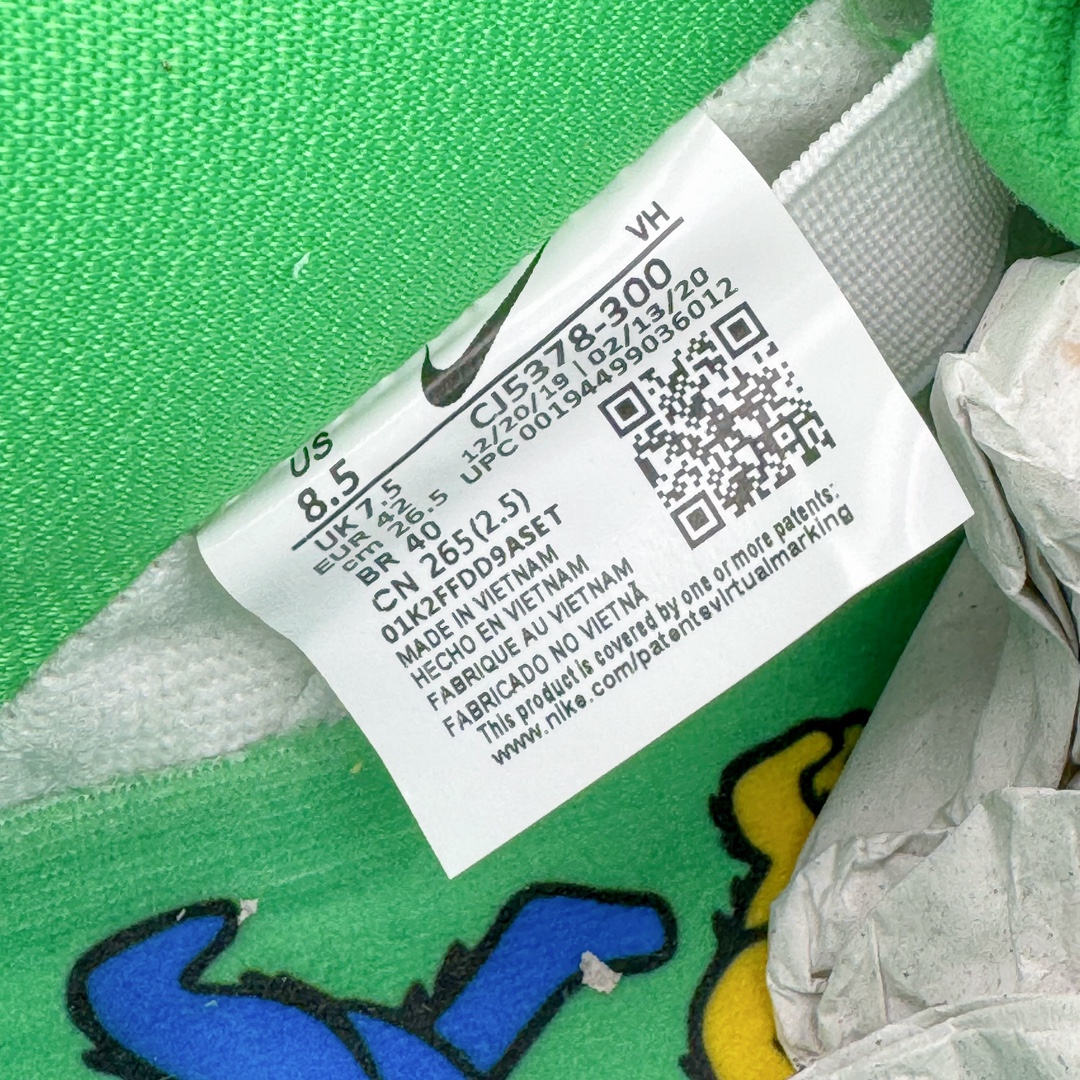 VH
US
8.5
CJ5378-300
12/20/19 | 02/13/20
UPC 00194499036012
UK 7.5
EUR 42
cm 26.5
BR 40
CN 265(2.5)
01K2FFDD9ASET
MADE IN VIETNAM
HECHO EN VIETNAM
FABRIQUE AU VIETNAM
FABRICADO NO VIETNÃ
This product is covered by one or more patents:
www.nike.com/patentsvirtualmarking